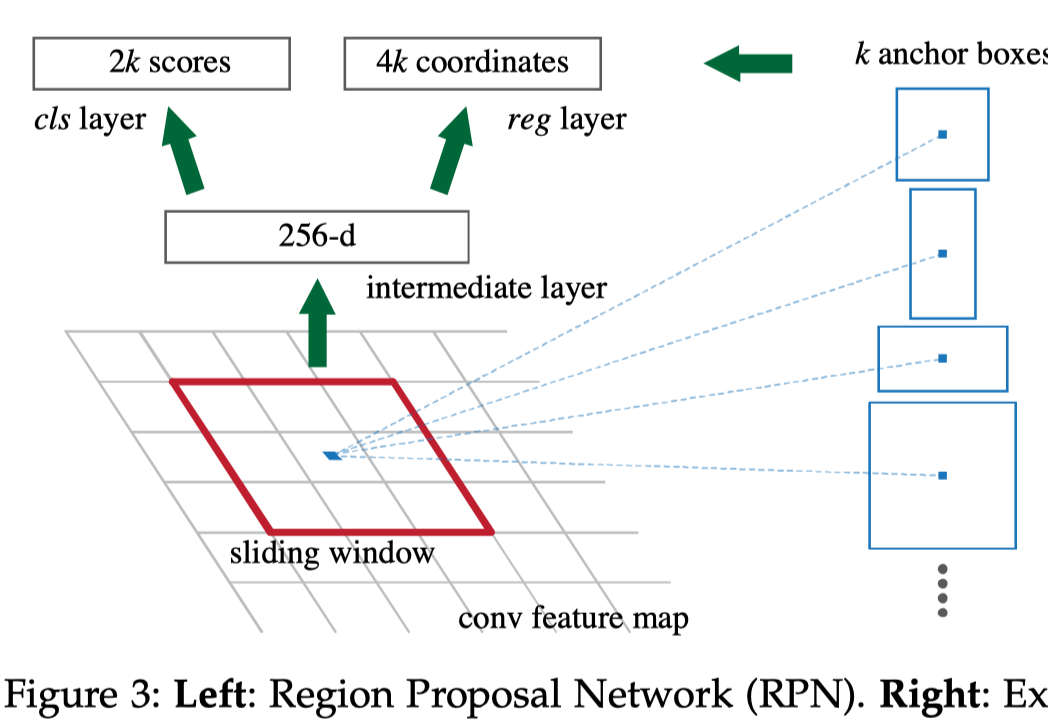 2k scores
4k coordinates
k anchor boxes
cls layer
reg layer
256-d
intermediate layer
sliding window
conv feature map
Figure 3: Left: Region Proposal Network (RPN). Right: Ex